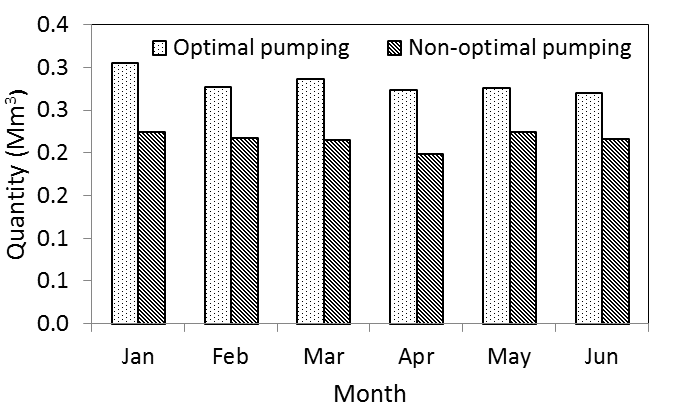 0.4
0.3
0.3
0.2
0.2
0.1
0.1
0.0
Quantity (Mm³)
Optimal pumping
Non-optimal pumping
Jan Feb Mar Apr May Jun
Month